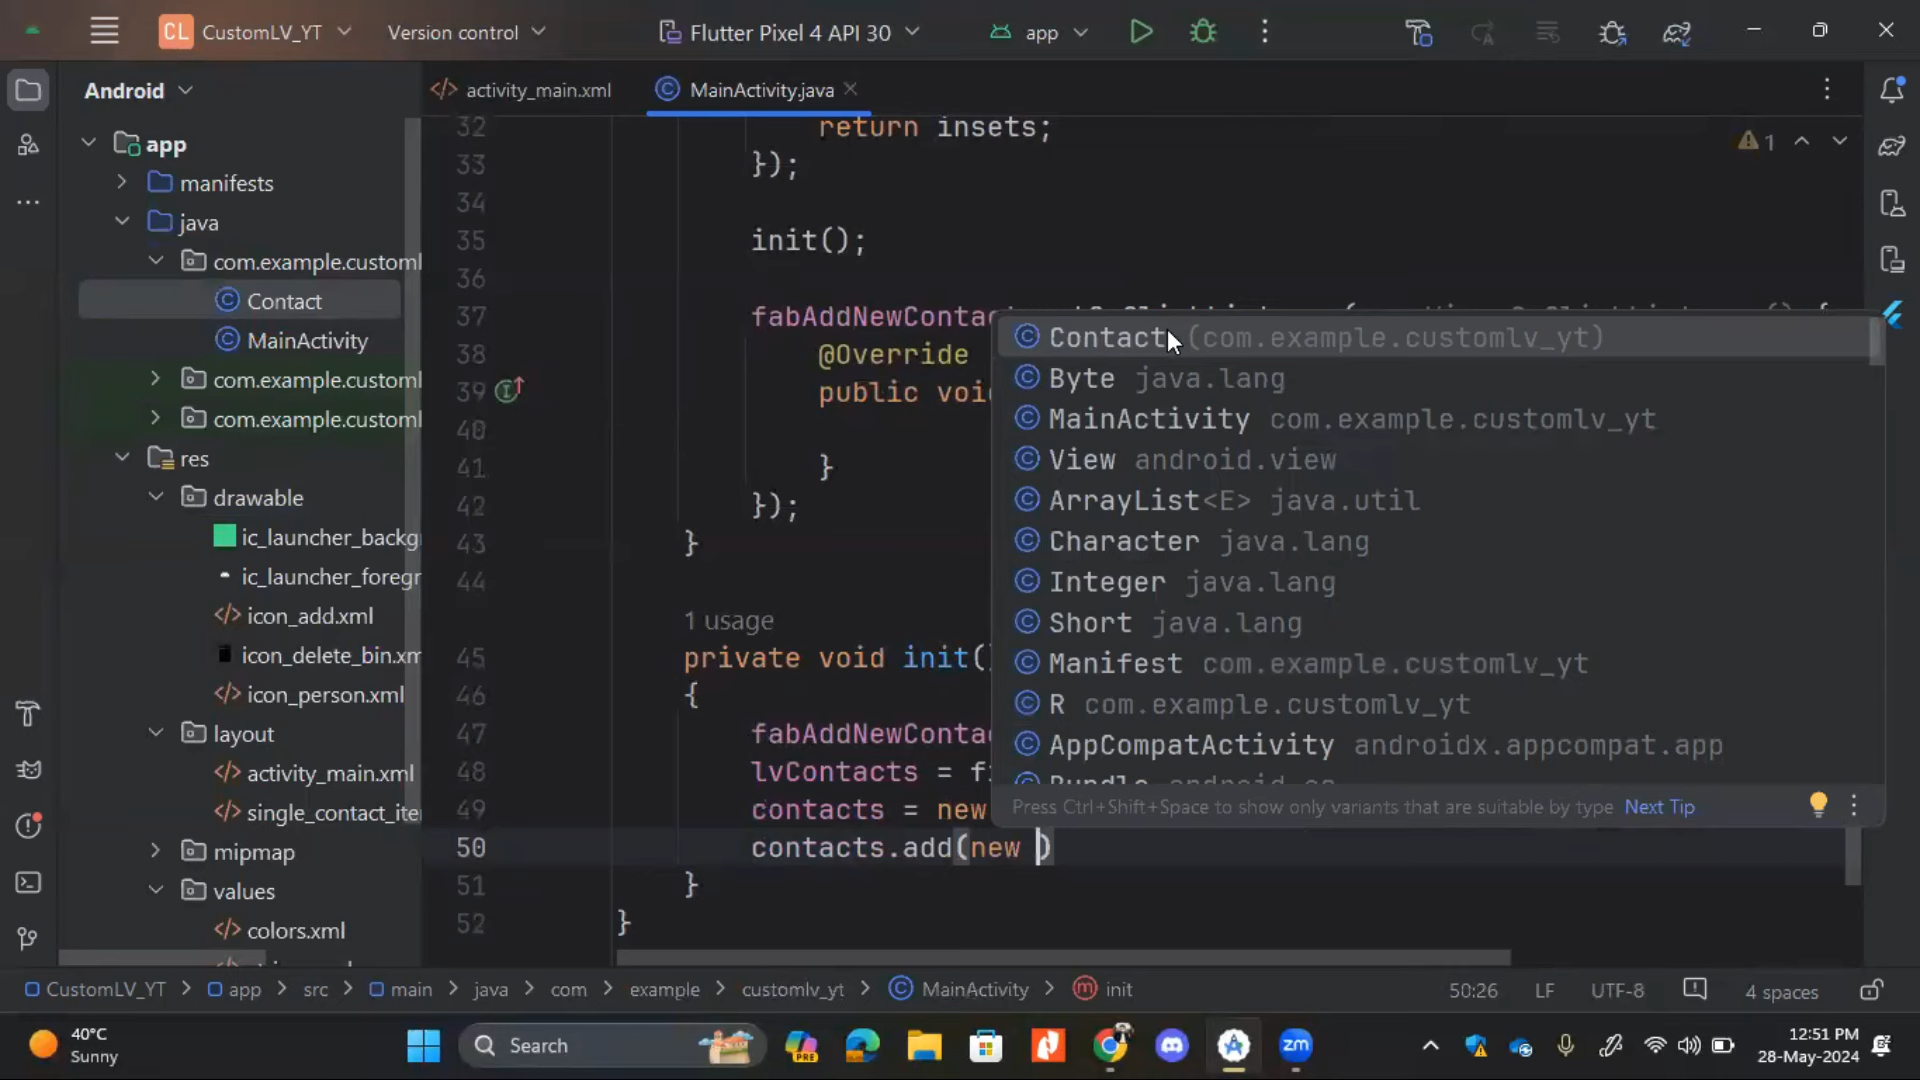 CL CustomLV_YT Version control Flutter Pixel 4 API 30 app
Android
activity_main.xml MainActivity.java
app
manifests
java
com.example.customl
Contact
MainActivity
com.example.customl
com.example.customl
res
drawable
ic_launcher_backg
ic_launcher_foregr
icon_add.xml
icon_delete_bin.xm
icon_person.xml
layout
activity_main.xml
single_contact_ite
mipmap
values
colors.xml
1
32 return insets;
33 });
34
35 init();
36
37 fabAddNewContac
38 @Override
39 public voi
40
41 }
42 });
43 }
44
1 usage
45 private void init()
46 {
47 fabAddNewConta
48 lvContacts = fi
49 contacts = new
50 contacts.add(new )
51 }
52 }
Contact (com.example.customlv_yt)
Byte java.lang
MainActivity com.example.customlv_yt
View android.view
ArrayList<E> java.util
Character java.lang
Integer java.lang
Short java.lang
Manifest com.example.customlv_yt
R com.example.customlv_yt
AppCompatActivity androidx.appcompat.app
Press Ctrl+Shift+Space to show only variants that are suitable by type Next Tip
CustomLV_YT > app > src > main > java > com > example > customlv_yt > MainActivity > init
50:26 LF UTF-8 4 spaces
40°C
Sunny
Search
PRE
zm
12:51 PM
28-May-2024